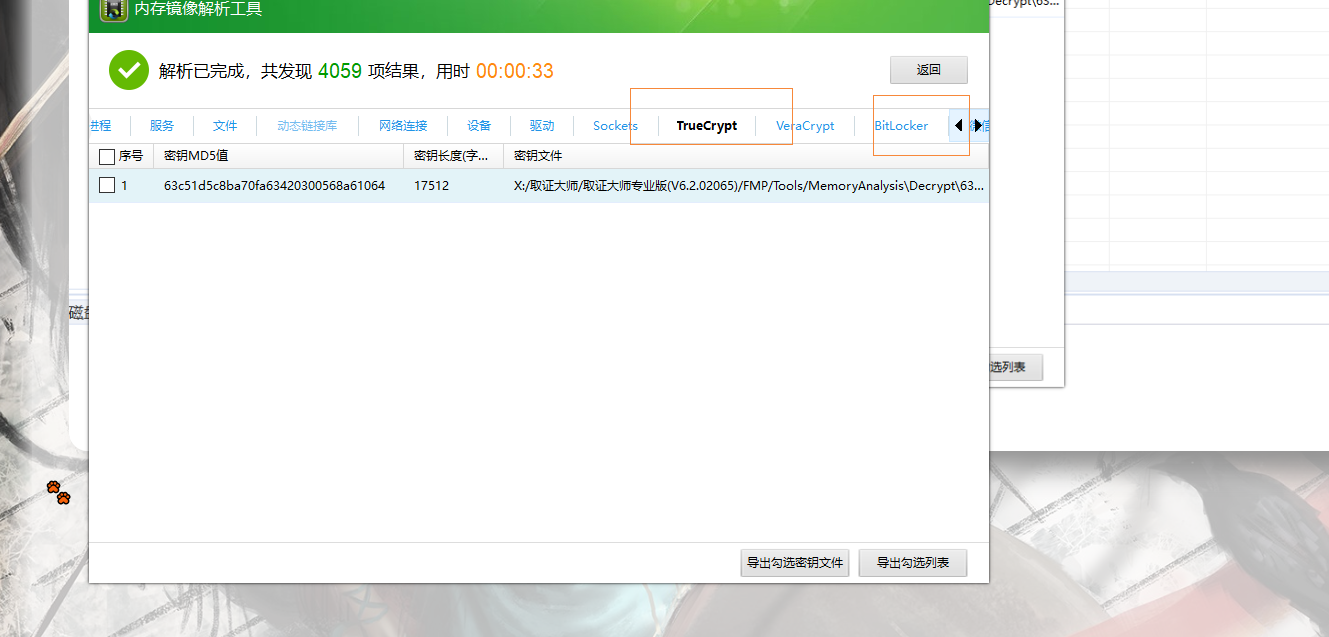 内存镜像解析工具
Decrypt\63...
解析已完成，共发现 4059 项结果，用时 00:00:33
返回
进程 服务 文件 动态链接库 网络连接 设备 驱动 Sockets TrueCrypt VeraCrypt BitLocker 微信
序号 密钥MD5值 密钥长度(字... 密钥文件
1 63c51d5c8ba70fa63420300568a61064 17512 X:/取证大师/取证大师专业版(V6.2.02065)/FMP/Tools/MemoryAnalysis\Decrypt\63...
磁盘
选列表
导出勾选密钥文件 导出勾选列表